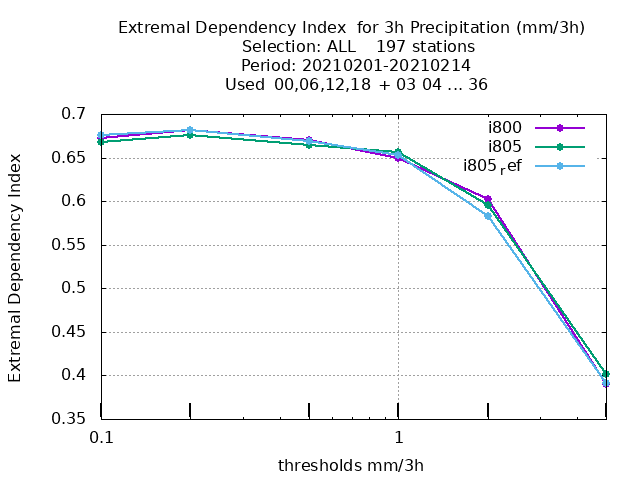 Extremal Dependency Index  for 3h Precipitation (mm/3h)
Selection: ALL    197 stations
Period: 20210201-20210214
Used  00,06,12,18  + 03 04 ... 36
i800
i805
i805ᵣef
0.7
0.65
0.6
0.55
0.5
0.45
0.4
0.35
Extremal Dependency Index
0.1
1
thresholds mm/3h